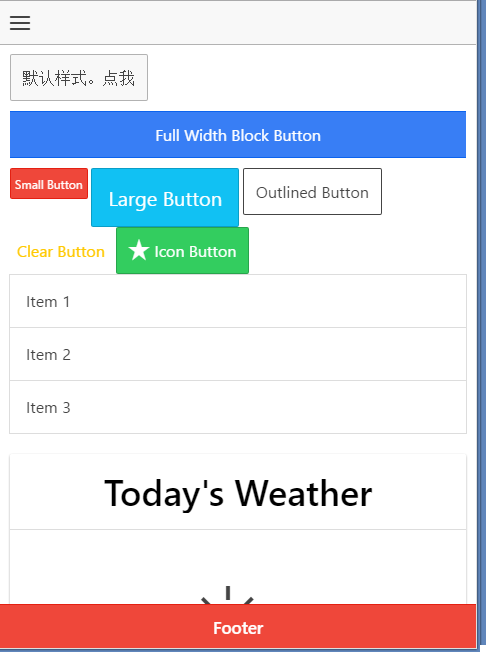 默认样式。点我
Full Width Block Button
Small Button
Large Button
Outlined Button
Clear Button
Icon Button
Item 1
Item 2
Item 3
Today's Weather
Footer